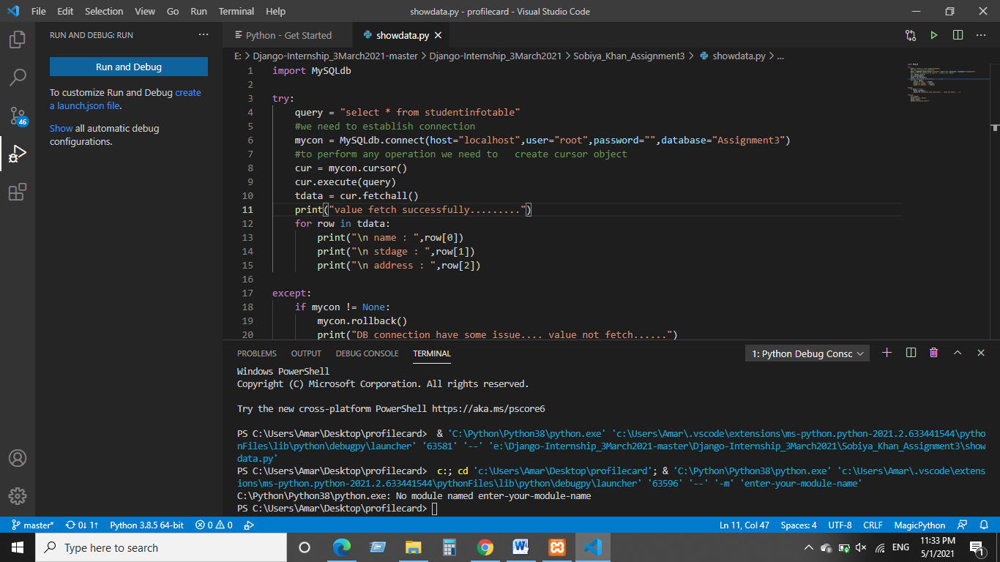 File Edit Selection View Go Run Terminal Help
showdata.py - profilecard - Visual Studio Code
RUN AND DEBUG: RUN
Run and Debug
To customize Run and Debug create
a launch.json file.
Show all automatic debug
configurations.
46
Python - Get Started
showdata.py
E: > Django-Internship_3March2021-master > Django-Internship_3March2021 > Sobiya_Khan_Assignment3 > showdata.py > ...
1 import MySQLdb
2
3 try:
4 query = "select * from studentinfotable"
5 #we need to establish connection
6 mycon = MySQLdb.connect(host="localhost",user="root",password="",database="Assignment3")
7 #to perform any operation we need to   create cursor object
8 cur = mycon.cursor()
9 cur.execute(query)
10 tdata = cur.fetchall()
11 print("value fetch successfully.........")
12 for row in tdata:
13 print("\n name : ",row[0])
14 print("\n stdage : ",row[1])
15 print("\n address : ",row[2])
16
17 except:
18 if mycon != None:
19 mycon.rollback()
20 print("DB connection have some issue.... value not fetch......")
PROBLEMS OUTPUT DEBUG CONSOLE TERMINAL
1: Python Debug Consc
Windows PowerShell
Copyright (C) Microsoft Corporation. All rights reserved.
Try the new cross-platform PowerShell https://aka.ms/pscore6
PS C:\Users\Amar\Desktop\profilecard>  & 'C:\Python\Python38\python.exe' 'c:\Users\Amar\.vscode\extensions\ms-python.python-2021.2.633441544\pytho
nFiles\lib\python\debugpy\launcher' '63581' '--' 'e:\Django-Internship_3March2021-master\Django-Internship_3March2021\Sobiya_Khan_Assignment3\show
data.py'
PS C:\Users\Amar\Desktop\profilecard>  c:; cd 'c:\Users\Amar\Desktop\profilecard'; & 'C:\Python\Python38\python.exe' 'c:\Users\Amar\.vscode\extens
ions\ms-python.python-2021.2.633441544\pythonFiles\lib\python\debugpy\launcher' '63596' '--' '-m' 'enter-your-module-name'
C:\Python\Python38\python.exe: No module named enter-your-module-name
PS C:\Users\Amar\Desktop\profilecard>
master* 0↓ 1↑ Python 3.8.5 64-bit 0 0
Ln 11, Col 47 Spaces: 4 UTF-8 CRLF MagicPython
Type here to search
ENG
11:33 PM
5/1/2021
1